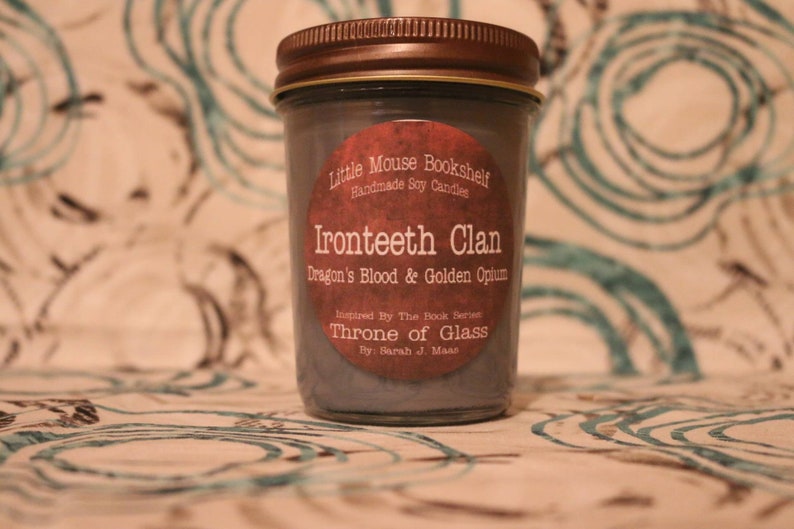 Little Mouse Bookshelf
Handmade Soy Candles
Ironteeth Clan
Dragon's Blood & Golden Opium
Inspired By The Book Series:
Throne of Glass
By: Sarah J. Maas